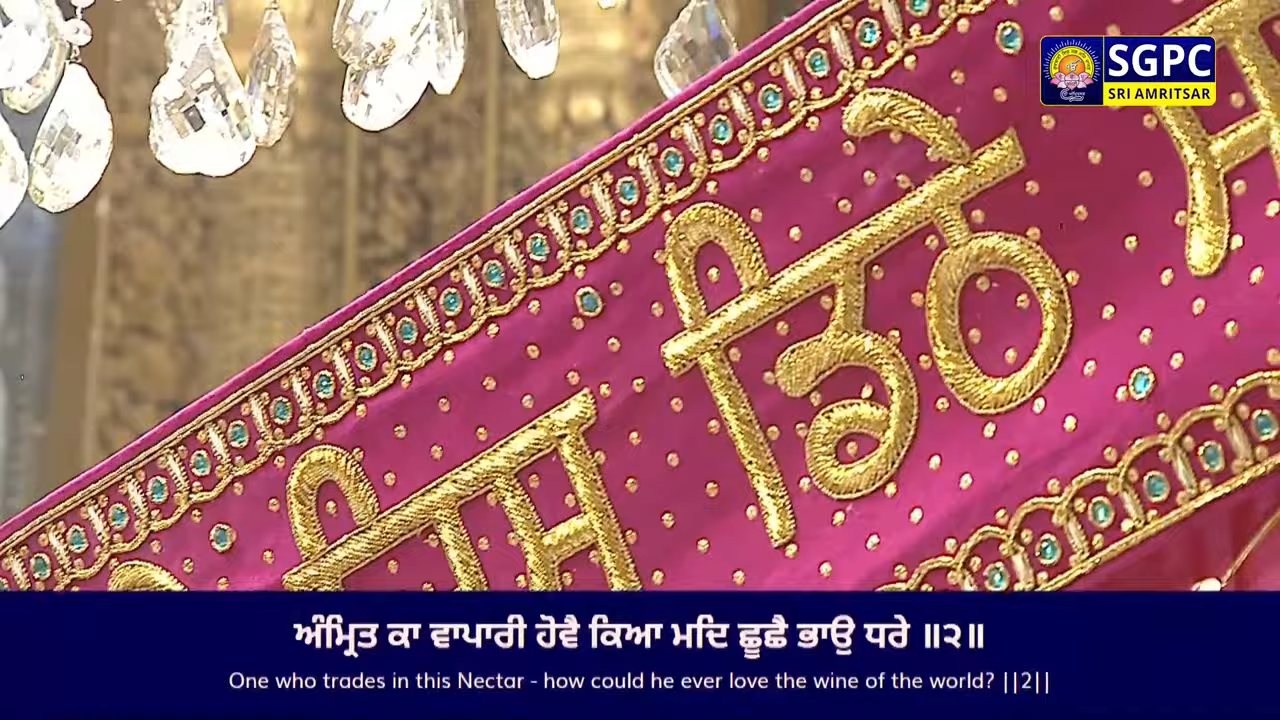 SGPC
SRI AMRITSAR
ਅੰਮ੍ਰਿਤ ਕਾ ਵਾਪਾਰੀ ਹੋਵੈ ਕਿਆ ਮਦਿ ਛੂਛੈ ਭਾਉ ਧਰੇ ॥੨॥
One who trades in this Nectar - how could he ever love the wine of the world? ||2||